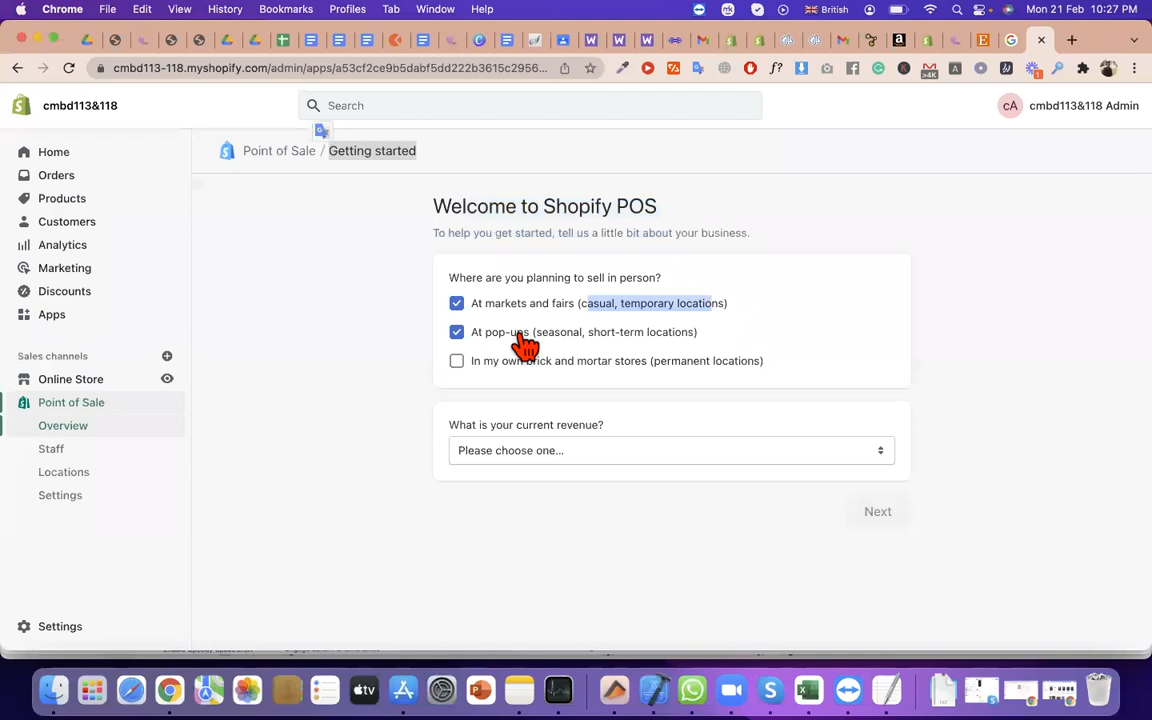 Chrome File Edit View History Bookmarks Profiles Tab Window Help British Mon 21 Feb 10:27 PM
cmbd113-118.myshopify.com/admin/apps/a53cf2ce9b5dabf5dd222b3615c2956...
cmbd113&118
Search
cA cmbd113&118 Admin
Point of Sale / Getting started
Home
Orders
Products
Customers
Analytics
Marketing
Discounts
Apps
Sales channels
Online Store
Point of Sale
Overview
Staff
Locations
Settings
Settings
Welcome to Shopify POS
To help you get started, tell us a little bit about your business.
Where are you planning to sell in person?
At markets and fairs (casual, temporary locations)
At pop-ups (seasonal, short-term locations)
In my own brick and mortar stores (permanent locations)
What is your current revenue?
Please choose one...
Next